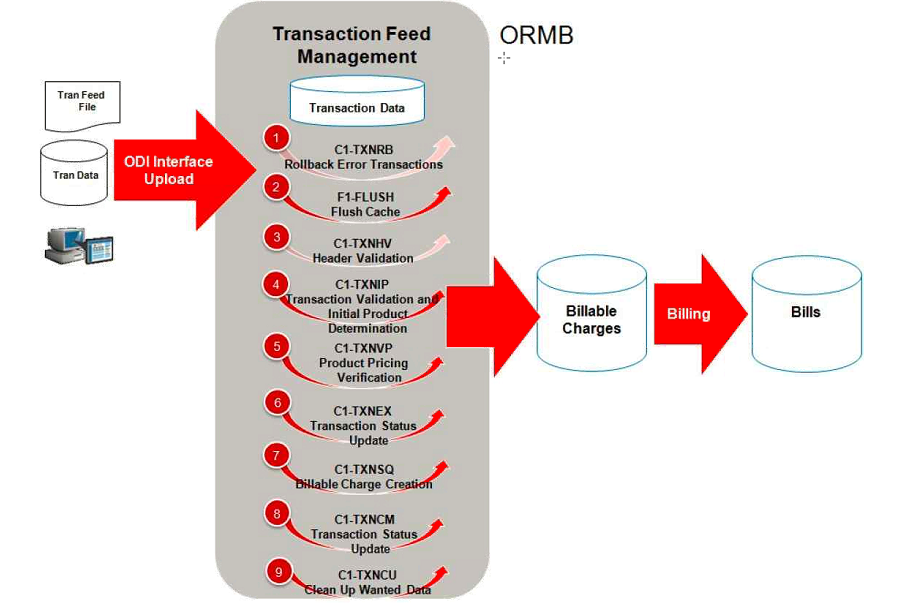 Transaction Feed
Management
ORMB
Tran Feed
File
Tran Data
ODI Interface
Upload
Transaction Data
1
C1-TXNRB
Rollback Error Transactions
2
F1-FLUSH
Flush Cache
3
C1-TXNHV
Header Validation
4
C1-TXNIP
Transaction Validation and
Initial Product
Determination
5
C1-TXNVP
Product Pricing
Verification
6
C1-TXNEX
Transaction Status
Update
7
C1-TXNSQ
Billable Charge Creation
8
C1-TXNCM
Transaction Status
Update
9
C1-TXNCU
Clean Up Wanted Data
Billable
Charges
Billing
Bills